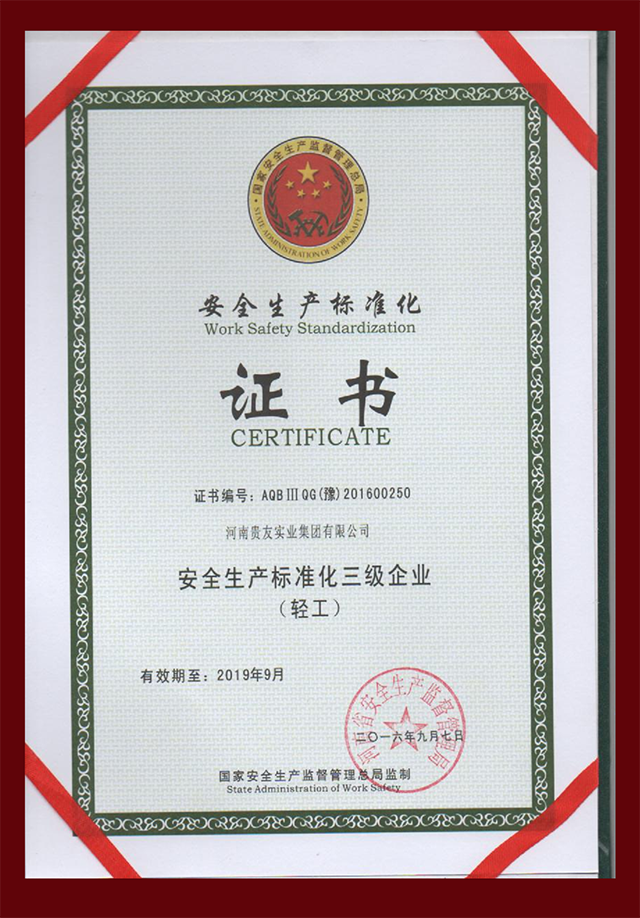 国家安全生产监督管理总局
STATE ADMINISTRATION OF WORK SAFETY
安全生产标准化
Work Safety Standardization
证书
CERTIFICATE
证书编号：AQBⅢQG(豫)201600250
河南贵友实业集团有限公司
安全生产标准化三级企业
（轻工）
有效期至：2019年9月
河南省安全生产监督管理局
二〇一六年九月七日
国家安全生产监督管理总局监制
State Administration of Work Safety